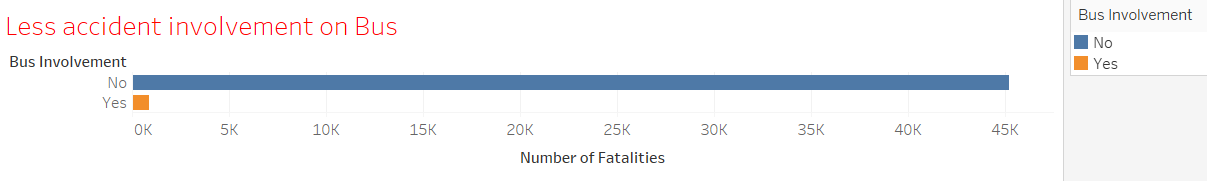 Less accident involvement on Bus
Bus Involvement
No
Yes
0K 5K 10K 15K 20K 25K 30K 35K 40K 45K
Number of Fatalities
Bus Involvement
No
Yes